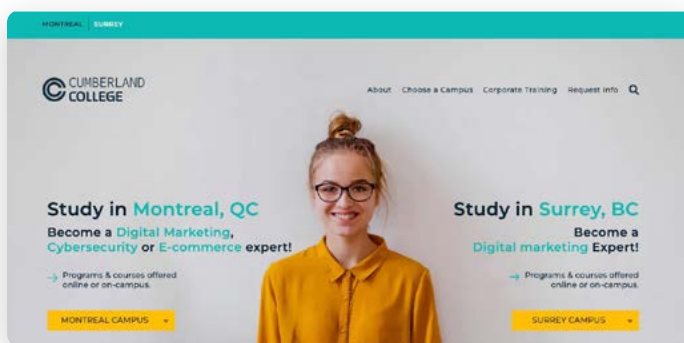 MONTREAL | SURREY
CUMBERLAND
COLLEGE
About Choose a Campus Corporate Training Request Info
Study in Montreal, QC
Become a Digital Marketing,
Cybersecurity or E-commerce expert!
→ Programs & courses offered
online or on-campus.
MONTREAL CAMPUS
Study in Surrey, BC
Become a
Digital marketing Expert!
→ Programs & courses offered
online or on-campus.
SURREY CAMPUS